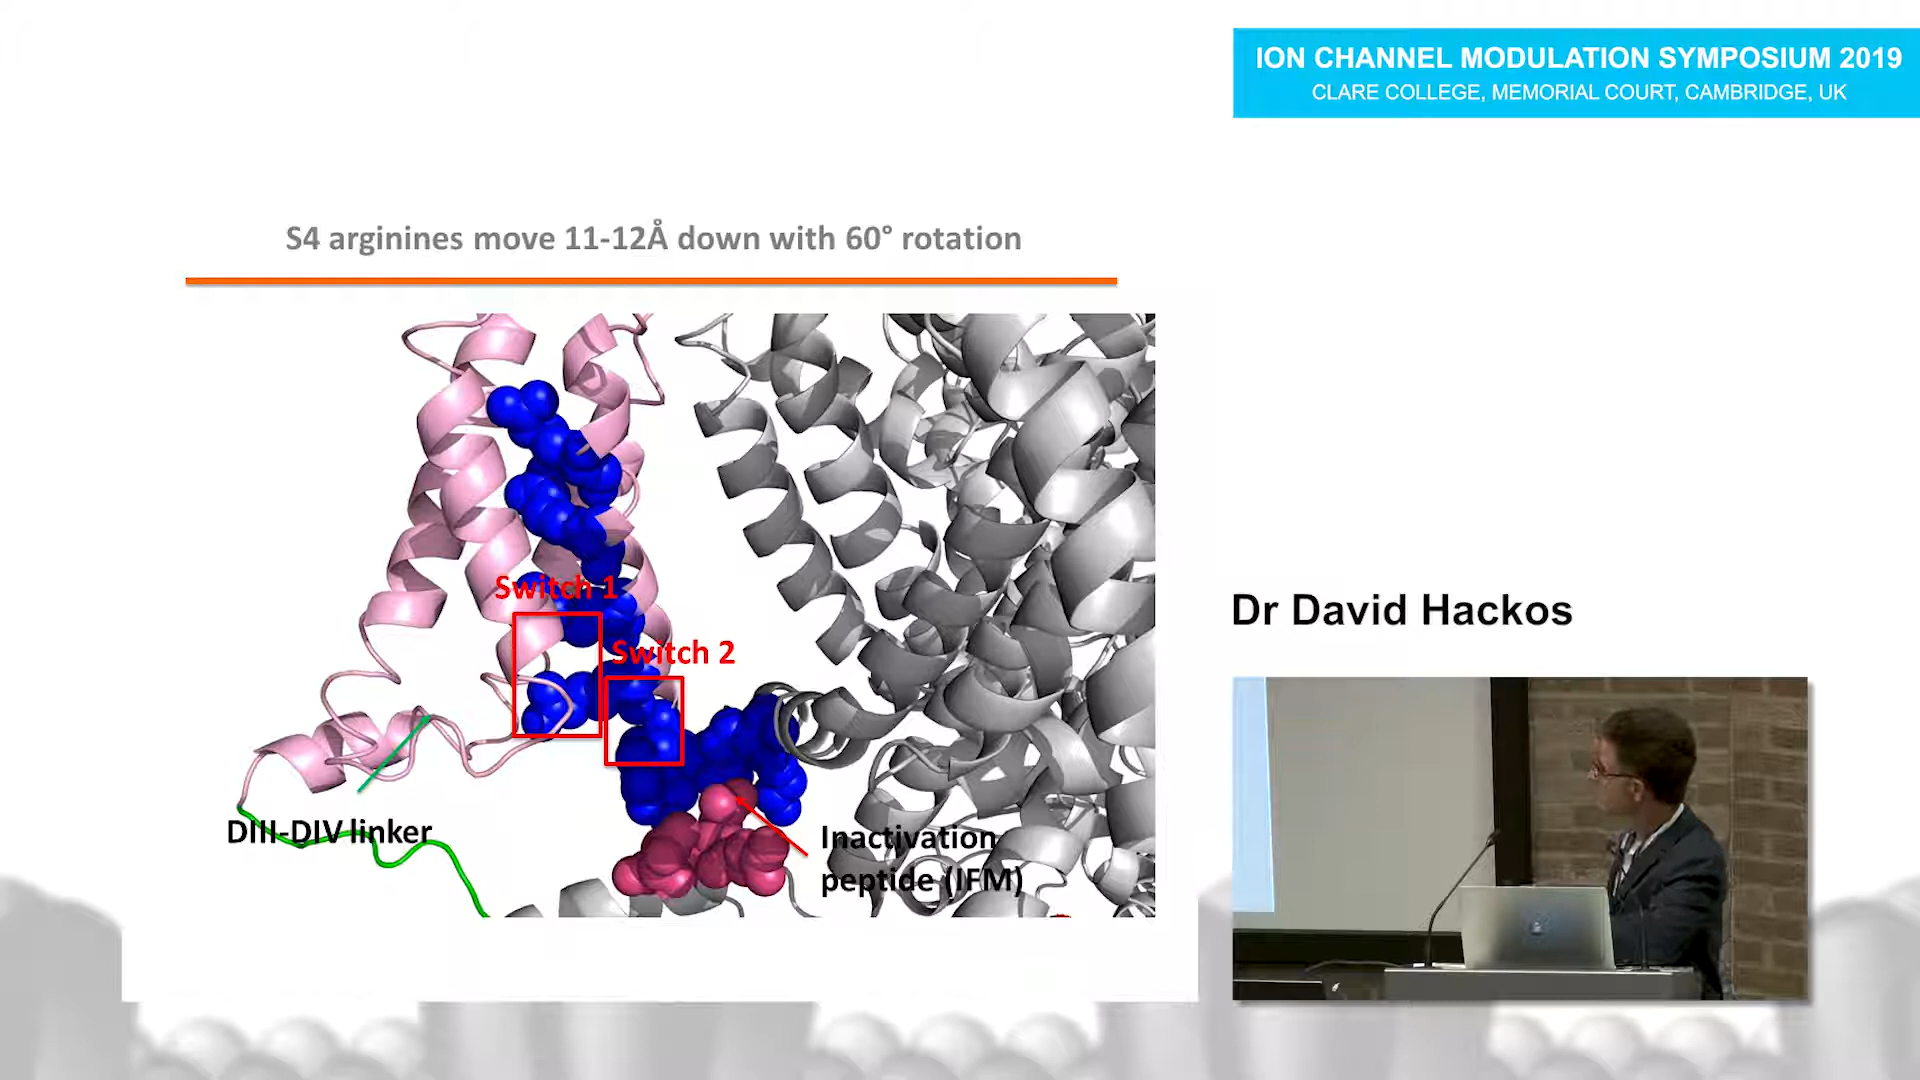 ION CHANNEL MODULATION SYMPOSIUM 2019
CLARE COLLEGE, MEMORIAL COURT, CAMBRIDGE, UK
S4 arginines move 11-12Å down with 60° rotation
Switch 1
Switch 2
DIII-DIV linker
Inactivation
peptide (IFM)
Dr David Hackos